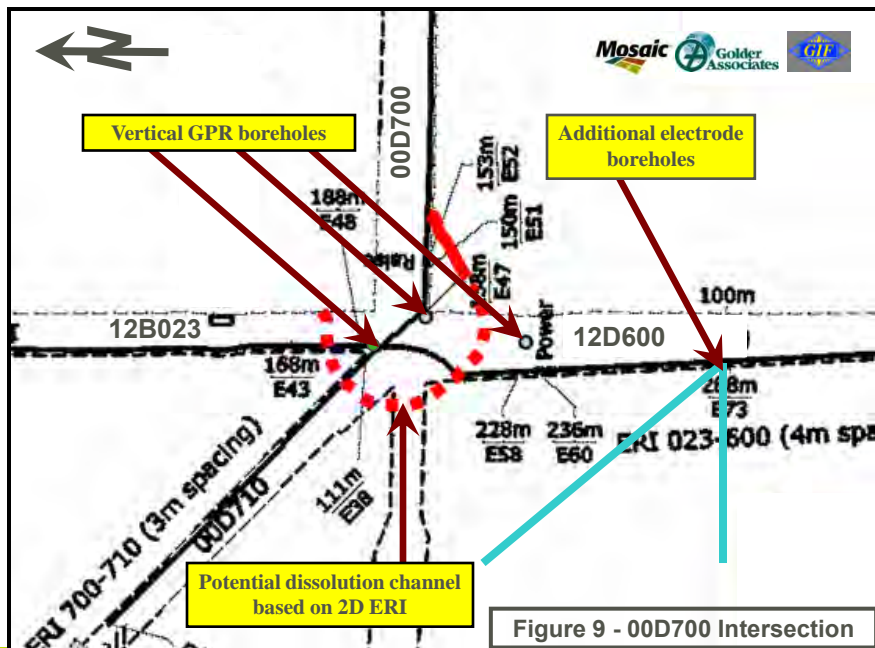 N
Mosaic
Golder
Associates
GIF
Vertical GPR boreholes
Additional electrode
boreholes
00D700
153m
E52
150m
E51
188m
E48
E47
100m
12B023
Power
12D600
168m
E43
E73
228m
E58
236m
E60
ERI 023-600 (4m spa
111m
E38
ERI 700-710 (3m spacing)
00D710
Potential dissolution channel
based on 2D ERI
Figure 9 - 00D700 Intersection